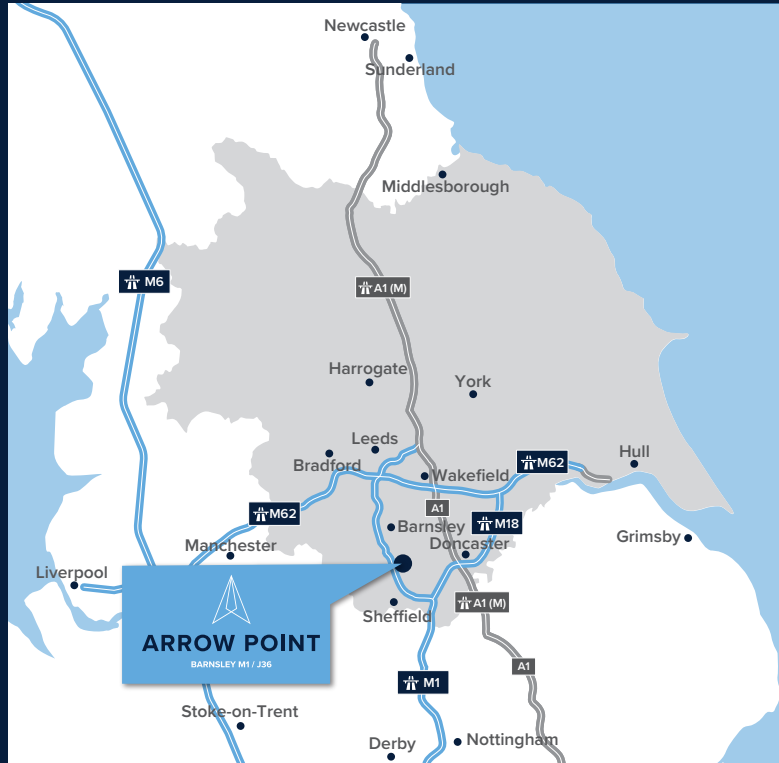 Newcastle
Sunderland
Middlesborough
M6
A1 (M)
Harrogate
York
Leeds
Bradford
Wakefield
M62
Hull
A1
M62
M18
Barnsley
Grimsby
Manchester
Doncaster
Liverpool
A1 (M)
Sheffield
ARROW POINT
BARNSLEY M1 / J36
A1
M1
Stoke-on-Trent
Derby
Nottingham